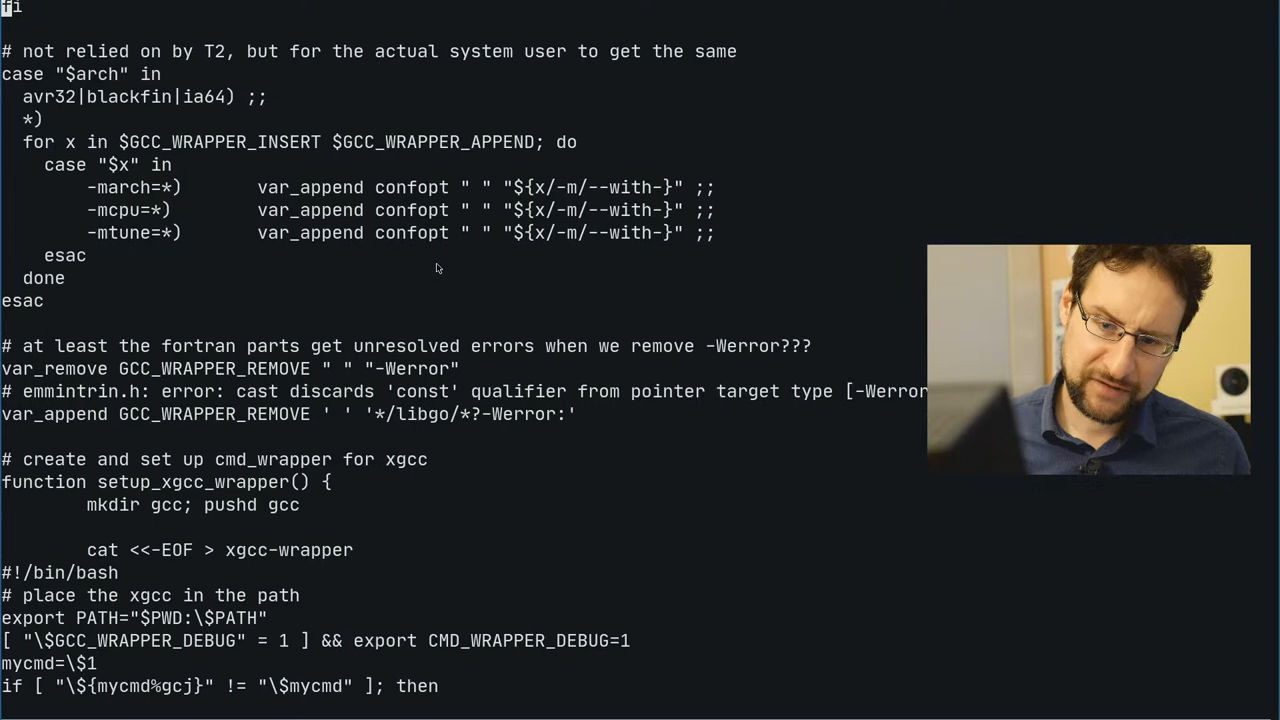 fi
# not relied on by T2, but for the actual system user to get the same
case "$arch" in
avr32|blackfin|ia64) ;;
*)
for x in $GCC_WRAPPER_INSERT $GCC_WRAPPER_APPEND; do
case "$x" in
-march=*) var_append confopt " " "${x/-m/--with-}" ;;
-mcpu=*) var_append confopt " " "${x/-m/--with-}" ;;
-mtune=*) var_append confopt " " "${x/-m/--with-}" ;;
esac
done
esac
# at least the fortran parts get unresolved errors when we remove -Werror???
var_remove GCC_WRAPPER_REMOVE " " "-Werror"
# emmintrin.h: error: cast discards 'const' qualifier from pointer target type [-Werror
var_append GCC_WRAPPER_REMOVE ' ' '*/libgo/*?-Werror:'
# create and set up cmd_wrapper for xgcc
function setup_xgcc_wrapper() {
mkdir gcc; pushd gcc
cat <<-EOF > xgcc-wrapper
#!/bin/bash
# place the xgcc in the path
export PATH="$PWD:\$PATH"
[ "\$GCC_WRAPPER_DEBUG" = 1 ] && export CMD_WRAPPER_DEBUG=1
mycmd=\$1
if [ "\${mycmd%gcj}" != "\$mycmd" ]; then